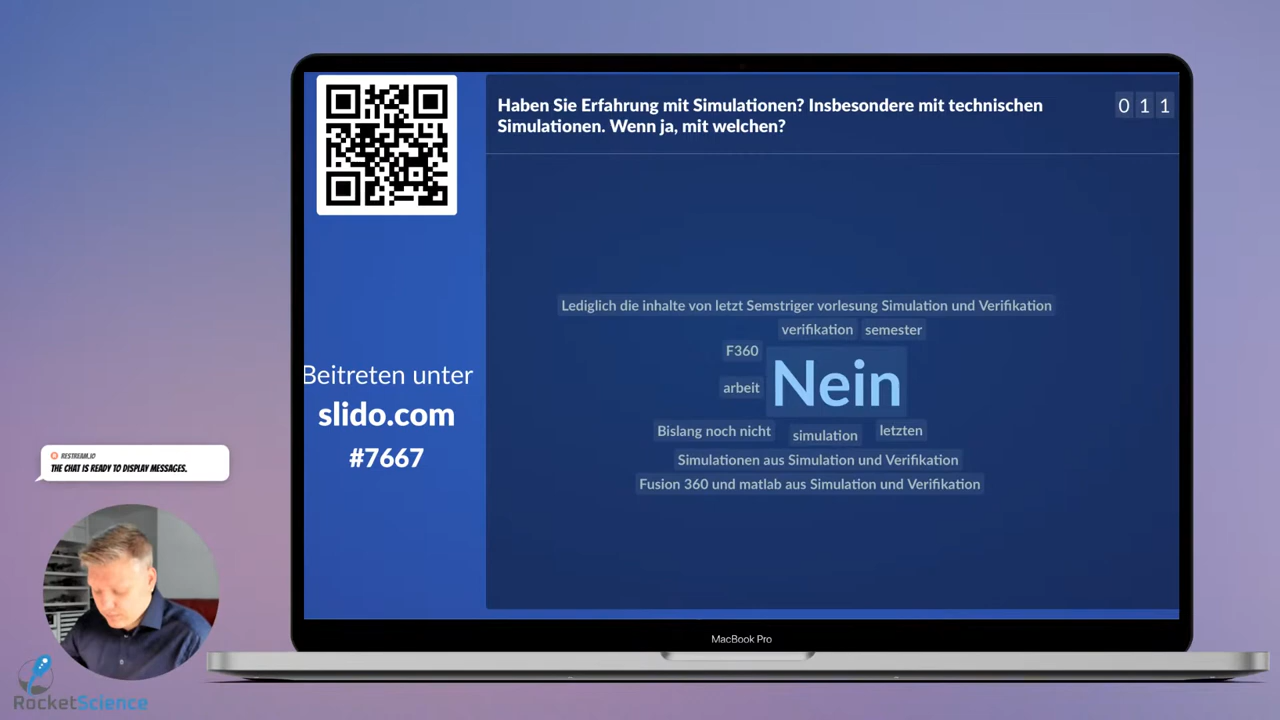 Haben Sie Erfahrung mit Simulationen? Insbesondere mit technischen
Simulationen. Wenn ja, mit welchen?
0 1 1
Lediglich die inhalte von letzt Semstriger vorlesung Simulation und Verifikation
verifikation semester
F360
arbeit Nein
Bislang noch nicht simulation letzten
Simulationen aus Simulation und Verifikation
Fusion 360 und matlab aus Simulation und Verifikation
Beitreten unter
slido.com
#7667
RESTREAM.IO
THE CHAT IS READY TO DISPLAY MESSAGES.
MacBook Pro
RocketScience